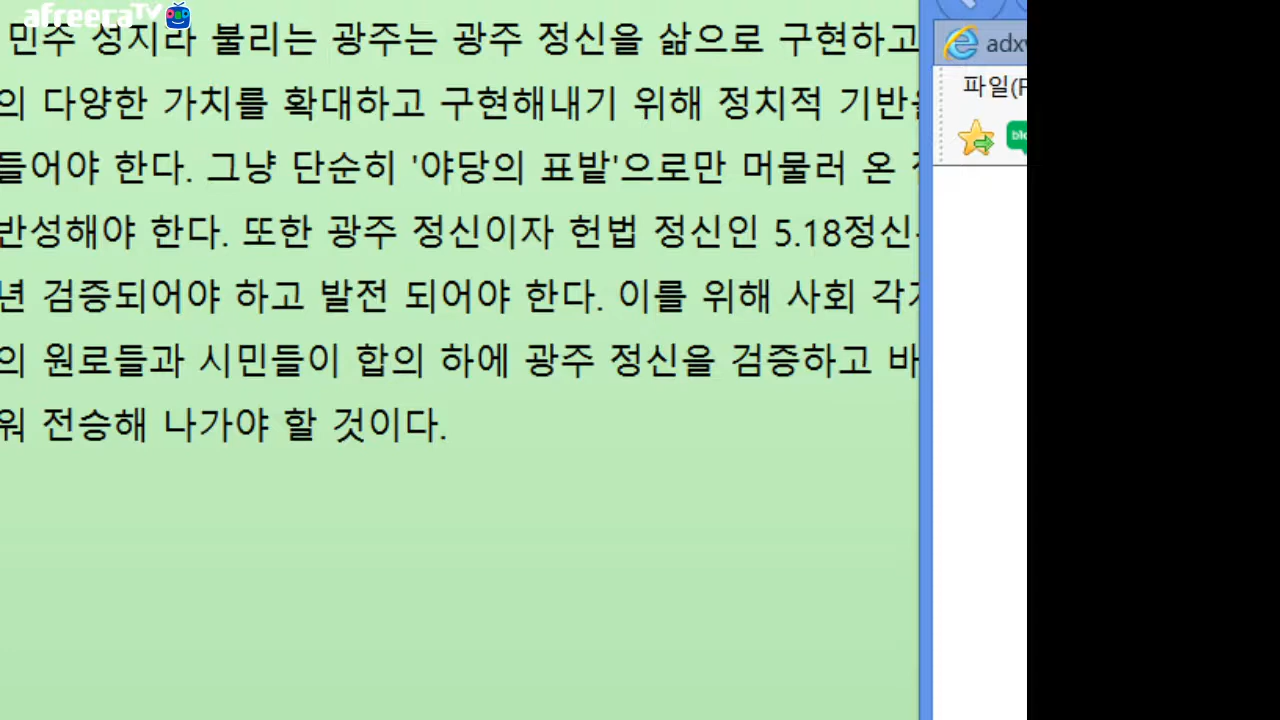 afreecaTV
민주 성지라 불리는 광주는 광주 정신을 삶으로 구현하고
의 다양한 가치를 확대하고 구현해내기 위해 정치적
들어야 한다. 그냥 단순히 '야당의 표밭'으로만 머물러 온
반성해야 한다. 또한 광주 정신이자 헌법 정신인 5.18정신
년 검증되어야 하고 발전 되어야 한다. 이를 위해 사회
의 원로들과 시민들이 합의 하에 광주 정신을 검증하고
워 전승해 나가야 할 것이다.
파일(F